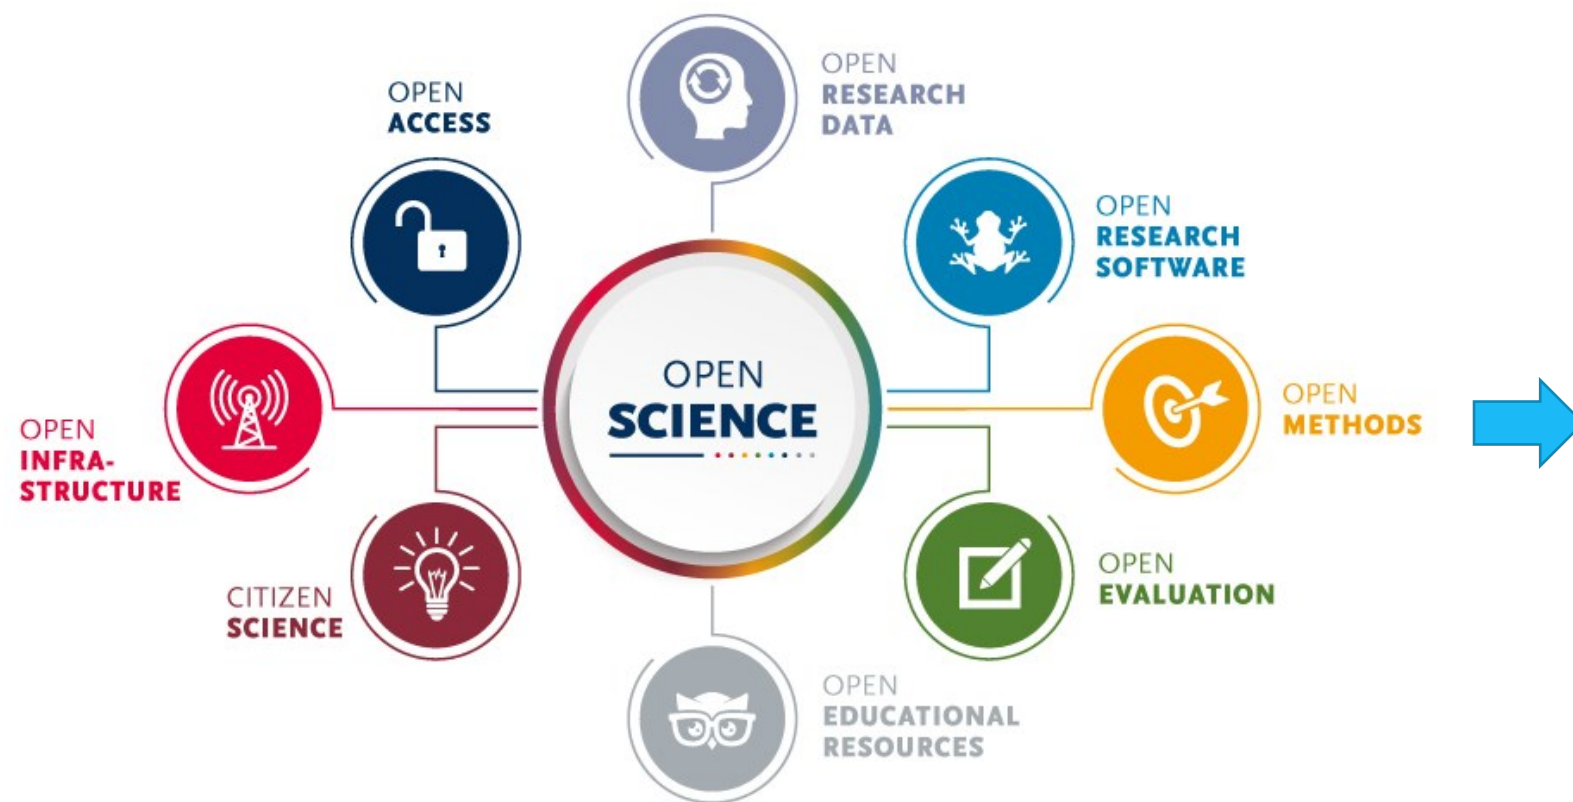 OPEN
RESEARCH
DATA
OPEN
ACCESS
OPEN
RESEARCH
SOFTWARE
OPEN
SCIENCE
OPEN
METHODS
OPEN
INFRA-
STRUCTURE
OPEN
EVALUATION
CITIZEN
SCIENCE
OPEN
EDUCATIONAL
RESOURCES